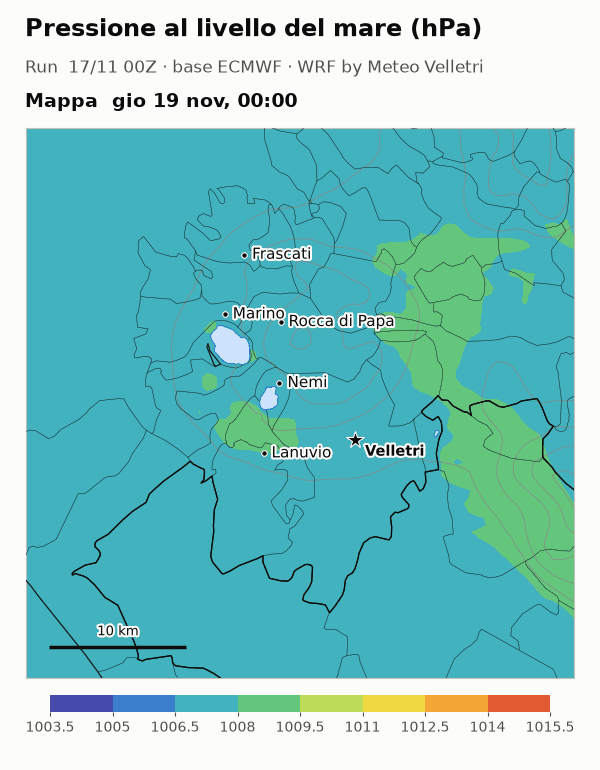 Pressione al livello del mare (hPa)
Run  17/11 00Z · base ECMWF · WRF by Meteo Velletri
Mappa  gio 19 nov, 00:00
Frascati
Marino
Rocca di Papa
Nemi
Velletri
Lanuvio
10 km
1003.5 1005 1006.5 1008 1009.5 1011 1012.5 1014 1015.5